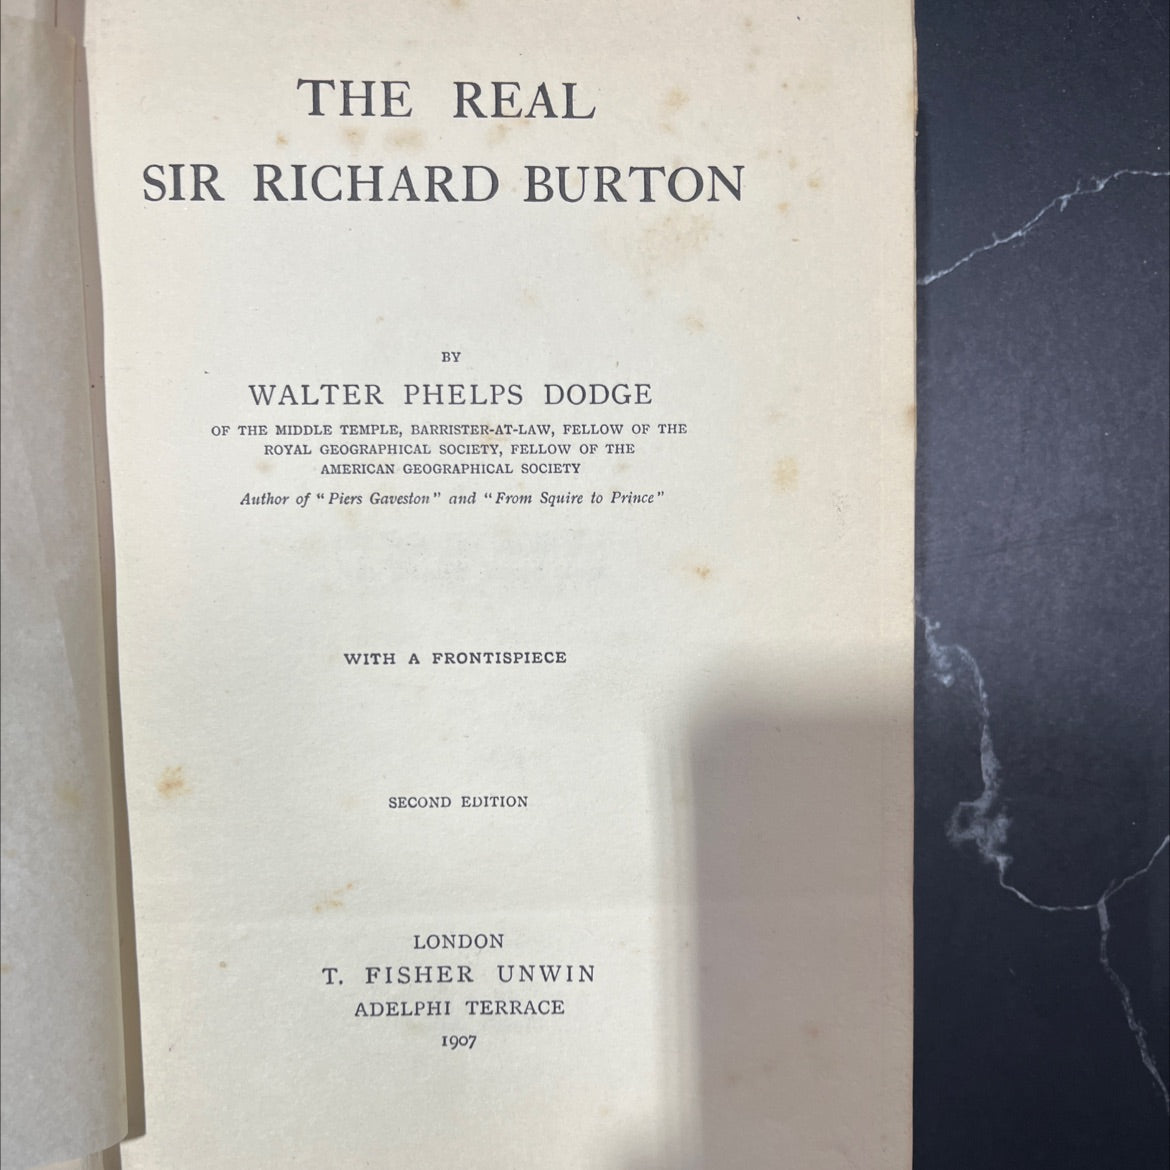 THE REAL
SIR RICHARD BURTON
BY
WALTER PHELPS DODGE
OF THE MIDDLE TEMPLE, BARRISTER-AT-LAW, FELLOW OF THE
ROYAL GEOGRAPHICAL SOCIETY, FELLOW OF THE
AMERICAN GEOGRAPHICAL SOCIETY
Author of "Piers Gaveston" and "From Squire to Prince"
WITH A FRONTISPIECE
SECOND EDITION
LONDON
T. FISHER UNWIN
ADELPHI TERRACE
1907